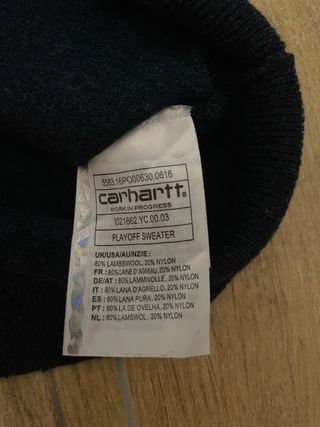 5583.16PO00630.0616
carhartt
WORK IN PROGRESS
I021862.YC.00.03
PLAYOFF SWEATER
UK/USA/AU/NZ/IE :
80% LAMBSWOOL, 20% NYLON
FR : 80% LAINE D' AGNEAU, 20% NYLON
DE/AT : 80% LAMMWOLLE, 20% NYLON
IT : 80% LANA D'AGNELLO, 20% NYLON
ES : 80% LANA PURA, 20% NYLON
PT : 80% LA DE OVELHA, 20% NYLON
NL : 80% LAMSWOL, 20% NYLON